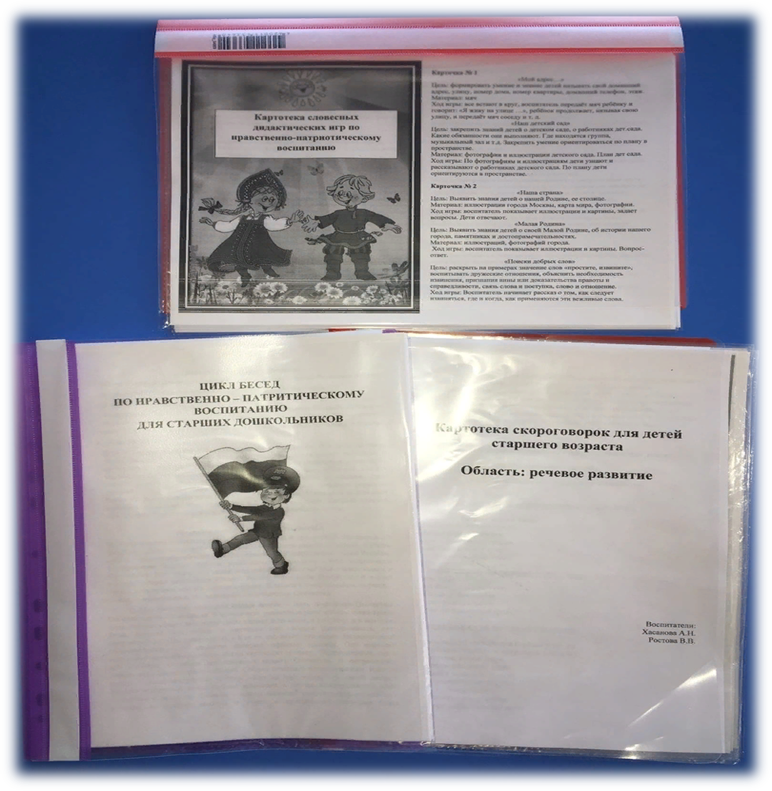 Картотека словесных
дидактических игр по
нравственно-патриотическому
воспитанию
Карточка № 1
«Мой адрес…»
Цель: формировать умение и знание детей называть свой домашний
адрес, улицу, номер дома, номер квартиры, домашний телефон, этаж
Материал: мяч
Ход игры: все встают в круг, воспитатель передаёт мяч ребёнку и
говорит: «Я живу на улице …», ребёнок продолжает, называя свою
улицу, и передаёт мяч соседу и т. д.
«Наш детский сад»
Цель: закрепить знаний детей о детском саде, о работниках дет сада.
Какие обязанности они выполняют. Где находятся группа,
музыкальный зал и т.д. Закрепить умения ориентироваться по плану в
пространстве.
Материал: фотографии и иллюстрации детского сада. План дет сада.
Ход игры: По фотографиям и иллюстрациям дети узнают и
рассказывают о работниках детского сада. По плану дети
ориентируются в пространстве.
Карточка № 2
«Наша страна»
Цель: Выявить знания детей о нашей Родине, ее столице.
Материал: иллюстрации города Москвы, карта мира, фотографии.
Ход игры: воспитатель показывает иллюстрации и картины, задает
вопросы. Дети отвечают.
«Малая Родина»
Цель: Выявить знания детей о своей Малой Родине, об истории нашего
города, памятниках и достопримечательностях.
Материал: иллюстраций, фотографий города.
Ход игры: воспитатель показывает иллюстрации и картины. Вопрос-
ответ.
«Поиски добрых слов»
Цель: раскрыть на примерах значение слов «простите, извините»,
воспитывать дружеские отношения, объяснить необходимость
извинения, признания вины или доказательства правоты и
справедливости, связь слова и поступка, слово и отношение.
Ход игры: Воспитатель начинает рассказ о том, как следует
извиняться, где и когда, как применяются эти вежливые слова.
ЦИКЛ БЕСЕД
ПО НРАВСТВЕННО – ПАТРИТИЧЕСКОМУ
ВОСПИТАНИЮ
ДЛЯ СТАРШИХ ДОШКОЛЬНИКОВ
Картотека скороговорок для детей
старшего возраста
Область: речевое развитие
Воспитатели:
Хасанова А.Н.
Ростова В.П.